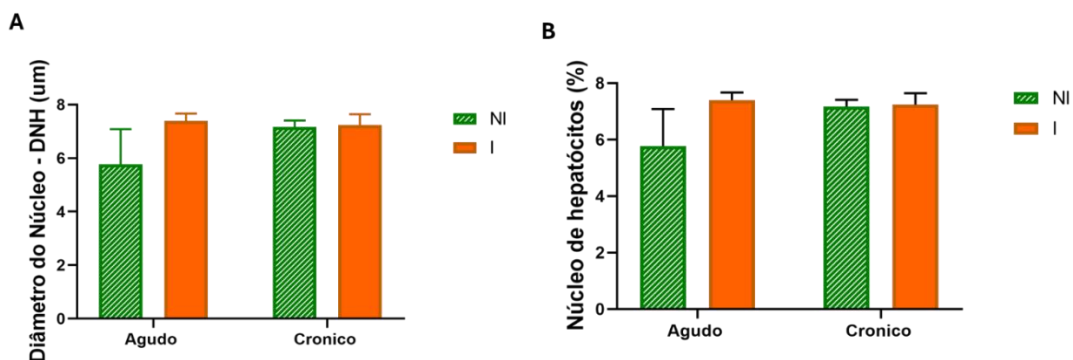 A
Diâmetro do Núcleo - DNH (um)
8
6
4
2
0
Agudo
Cronico
NI
I
B
Núcleo de hepatócitos (%)
8
6
4
2
0
Agudo
Cronico
NI
I